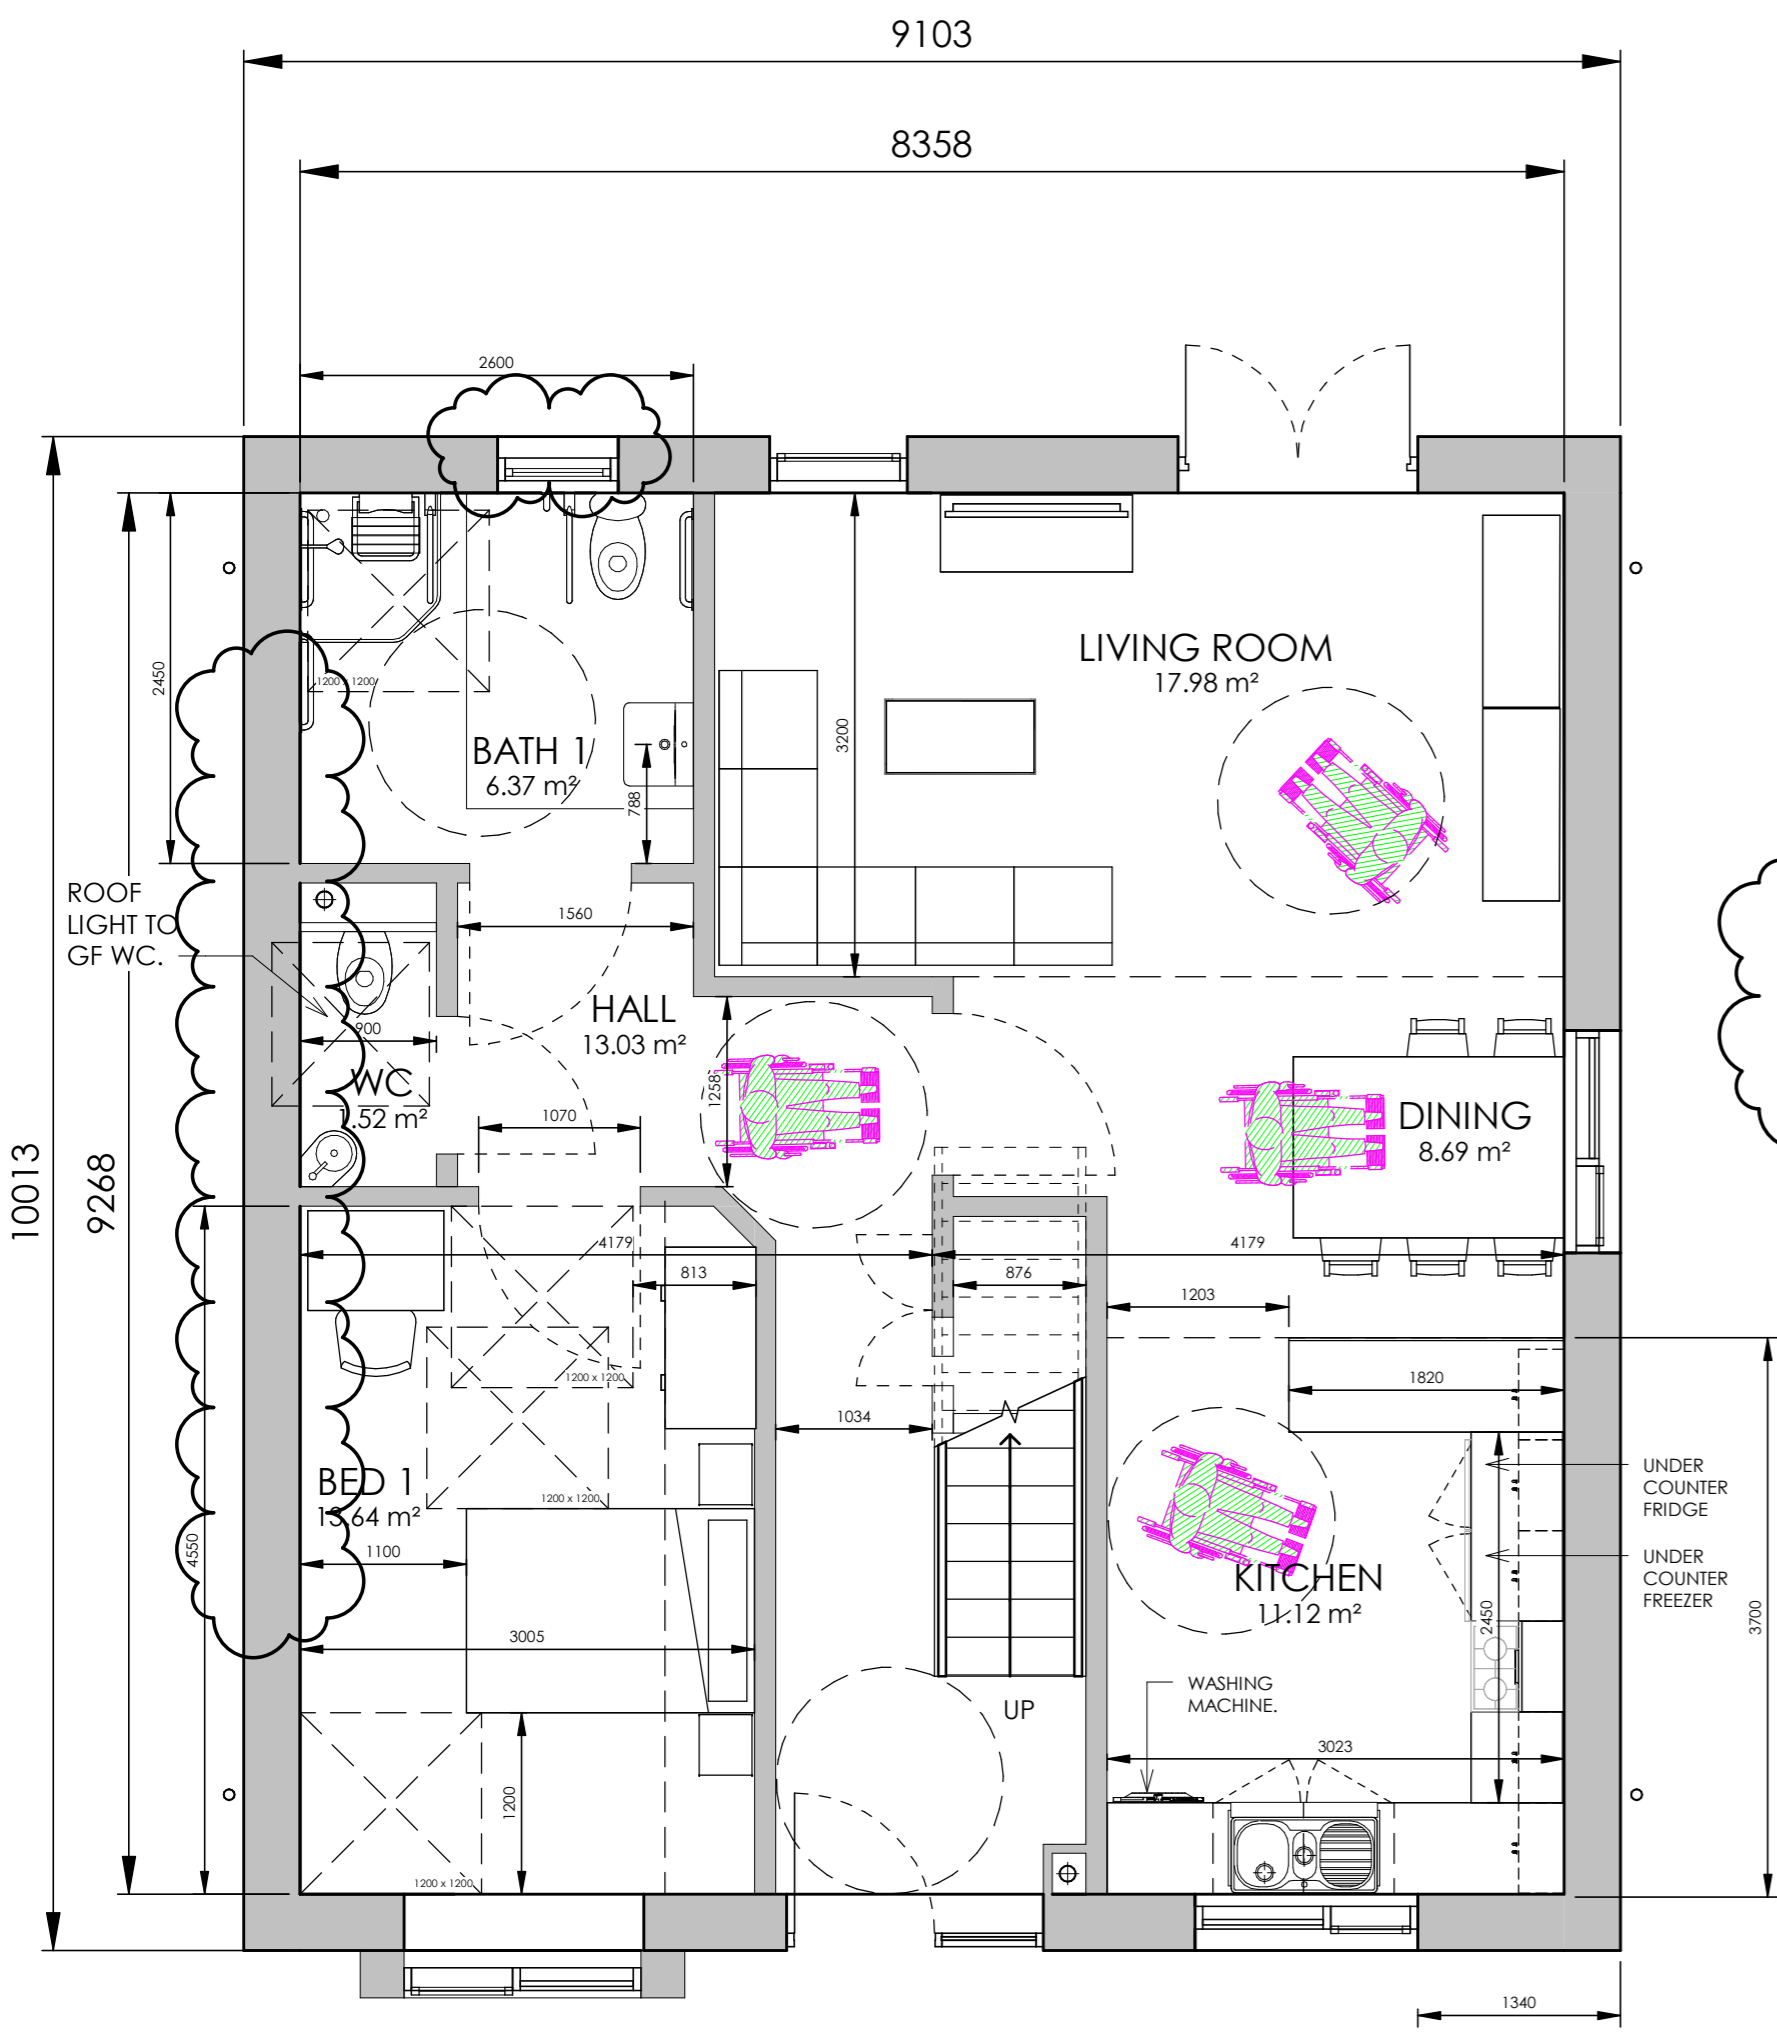 9103
8358
2600
2450
1200 x 1200
BATH 1
6.37 m²
788
3200
LIVING ROOM
17.98 m²
ROOF
LIGHT TO
GF WC.
1560
HALL
13.03 m²
900
WC
1.52 m²
1070
1258
DINING
8.69 m²
10013
9268
4179
4179
813
876
1203
1200 x 1200
1820
1034
BED 1
13.64 m²
1200 x 1200
4550
1100
3005
UNDER
COUNTER
FRIDGE
UNDER
COUNTER
FREEZER
KITCHEN
11.12 m²
2450
3700
WASHING
MACHINE.
UP
3023
1200
1200 x 1200
1340